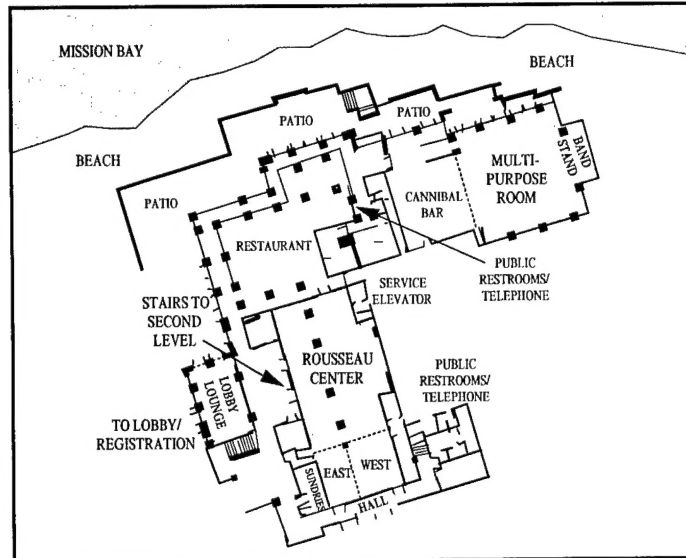 MISSION BAY
BEACH
PATIO
PATIO
BEACH
PATIO
MULTI-
PURPOSE
ROOM
BAND
STAND
CANNIBAL
BAR
RESTAURANT
PUBLIC
RESTROOMS/
TELEPHONE
SERVICE
ELEVATOR
STAIRS TO
SECOND
LEVEL
ROUSSEAU
CENTER
PUBLIC
RESTROOMS/
TELEPHONE
LOBBY
LOUNGE
TO LOBBY/
REGISTRATION
EAST
WEST
SUNDRIES
HALL